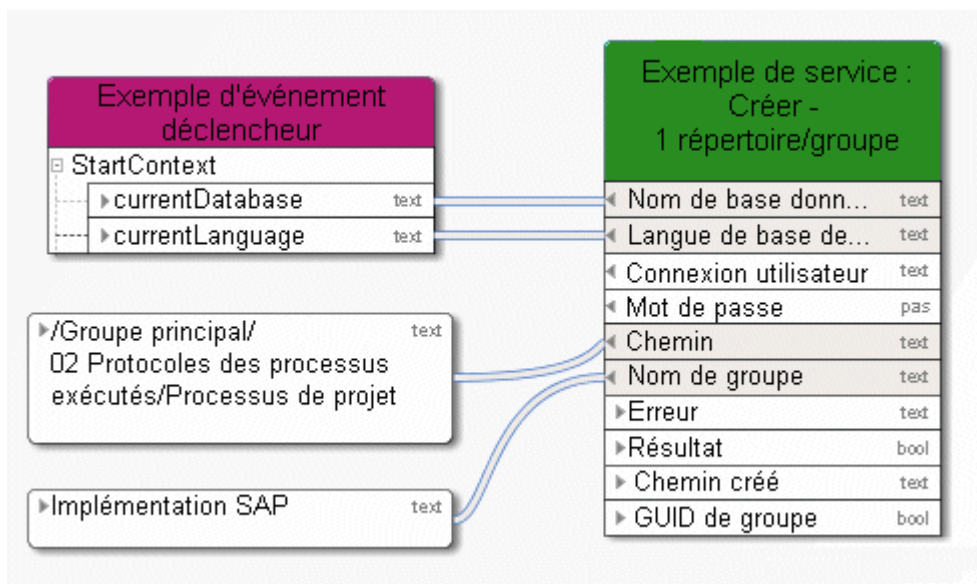 Exemple d'événement
déclencheur
StartContext
currentDatabase text
currentLanguage text
/Groupe principal/ text
02 Protocoles des processus
exécutés/Processus de projet
Implémentation SAP text
Exemple de service :
Créer -
1 répertoire/groupe
Nom de base donn... text
Langue de base de... text
Connexion utilisateur text
Mot de passe pas
Chemin text
Nom de groupe text
Erreur text
Résultat bool
Chemin créé text
GUID de groupe bool